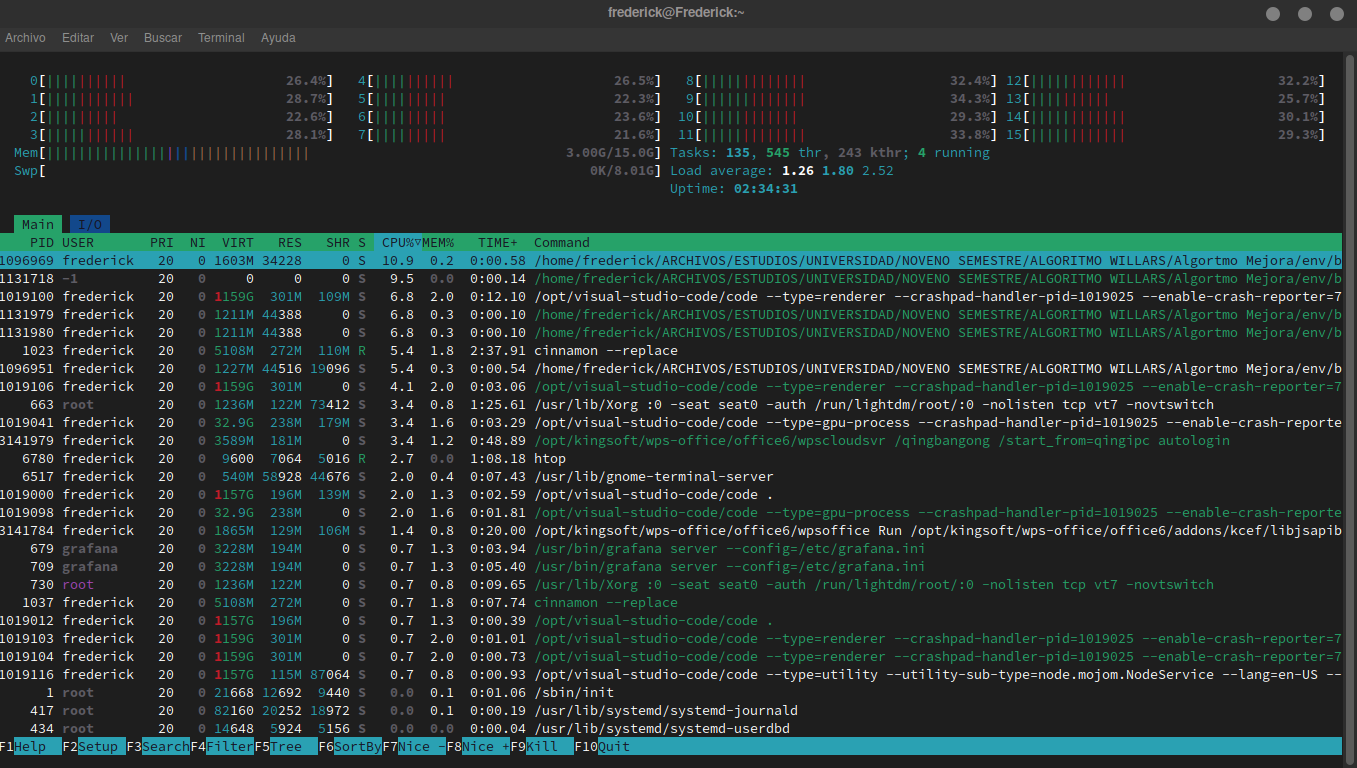 frederick@Frederick:~
Archivo Editar Ver Buscar Terminal Ayuda
0[||||||||||| 26.4%] 4[||||||||||| 26.5%] 8[|||||||||||||| 32.4%] 12[||||||||||||| 32.2%]
1[|||||||||||| 28.7%] 5[|||||||||| 22.3%] 9[|||||||||||||| 34.3%] 13[||||||||||| 25.7%]
2[|||||||||| 22.6%] 6[|||||||||| 23.6%] 10[||||||||||||| 29.3%] 14[||||||||||||| 30.1%]
3[|||||||||||| 28.1%] 7[|||||||||| 21.6%] 11[|||||||||||||| 33.8%] 15[||||||||||||| 29.3%]
Mem[||||||||||||||||||||||||||||||||| 3.00G/15.0G] Tasks: 135, 545 thr, 243 kthr; 4 running
Swp[ 0K/8.01G] Load average: 1.26 1.80 2.52
Uptime: 02:34:31
Main I/O
PID USER PRI NI VIRT RES SHR S CPU%▽MEM% TIME+ Command
1096969 frederick 20 0 1603M 34228 0 S 10.9 0.2 0:00.58 /home/frederick/ARCHIVOS/ESTUDIOS/UNIVERSIDAD/NOVENO SEMESTRE/ALGORITMO WILLARS/Algortmo Mejora/env/b
1131718 -1 20 0 0 0 0 S 9.5 0.0 0:00.14 /home/frederick/ARCHIVOS/ESTUDIOS/UNIVERSIDAD/NOVENO SEMESTRE/ALGORITMO WILLARS/Algortmo Mejora/env/b
1019100 frederick 20 0 1159G 301M 109M S 6.8 2.0 0:12.10 /opt/visual-studio-code/code --type=renderer --crashpad-handler-pid=1019025 --enable-crash-reporter=7
1131979 frederick 20 0 1211M 44388 0 S 6.8 0.3 0:00.10 /home/frederick/ARCHIVOS/ESTUDIOS/UNIVERSIDAD/NOVENO SEMESTRE/ALGORITMO WILLARS/Algortmo Mejora/env/b
1131980 frederick 20 0 1211M 44388 0 S 6.8 0.3 0:00.10 /home/frederick/ARCHIVOS/ESTUDIOS/UNIVERSIDAD/NOVENO SEMESTRE/ALGORITMO WILLARS/Algortmo Mejora/env/b
1023 frederick 20 0 5108M 272M 110M R 5.4 1.8 2:37.91 cinnamon --replace
1096951 frederick 20 0 1227M 44516 19096 S 5.4 0.3 0:00.54 /home/frederick/ARCHIVOS/ESTUDIOS/UNIVERSIDAD/NOVENO SEMESTRE/ALGORITMO WILLARS/Algortmo Mejora/env/b
1019106 frederick 20 0 1159G 301M 0 S 4.1 2.0 0:03.06 /opt/visual-studio-code/code --type=renderer --crashpad-handler-pid=1019025 --enable-crash-reporter=7
663 root 20 0 1236M 122M 73412 S 3.4 0.8 1:25.61 /usr/lib/Xorg :0 -seat seat0 -auth /run/lightdm/root/:0 -nolisten tcp vt7 -novtswitch
1019041 frederick 20 0 32.9G 238M 179M S 3.4 1.6 0:03.29 /opt/visual-studio-code/code --type=gpu-process --crashpad-handler-pid=1019025 --enable-crash-reporte
3141979 frederick 20 0 3589M 181M 0 S 3.4 1.2 0:48.89 /opt/kingsoft/wps-office/office6/wpscloudsvr /qingbangong /start_from=qingipc autologin
6780 frederick 20 0 9600 7064 5016 R 2.7 0.0 1:08.18 htop
6517 frederick 20 0 540M 58928 44676 S 2.0 0.4 0:07.43 /usr/lib/gnome-terminal-server
1019000 frederick 20 0 1157G 196M 139M S 2.0 1.3 0:02.59 /opt/visual-studio-code/code .
1019098 frederick 20 0 32.9G 238M 0 S 2.0 1.6 0:01.81 /opt/visual-studio-code/code --type=gpu-process --crashpad-handler-pid=1019025 --enable-crash-reporte
3141784 frederick 20 0 1865M 129M 106M S 1.4 0.8 0:20.00 /opt/kingsoft/wps-office/office6/wpsoffice Run /opt/kingsoft/wps-office/office6/addons/kcef/libjsapib
679 grafana 20 0 3228M 194M 0 S 0.7 1.3 0:03.94 /usr/bin/grafana server --config=/etc/grafana.ini
709 grafana 20 0 3228M 194M 0 S 0.7 1.3 0:05.40 /usr/bin/grafana server --config=/etc/grafana.ini
730 root 20 0 1236M 122M 0 S 0.7 0.8 0:09.65 /usr/lib/Xorg :0 -seat seat0 -auth /run/lightdm/root/:0 -nolisten tcp vt7 -novtswitch
1037 frederick 20 0 5108M 272M 0 S 0.7 1.8 0:07.74 cinnamon --replace
1019012 frederick 20 0 1157G 196M 0 S 0.7 1.3 0:00.39 /opt/visual-studio-code/code .
1019103 frederick 20 0 1159G 301M 0 S 0.7 2.0 0:01.01 /opt/visual-studio-code/code --type=renderer --crashpad-handler-pid=1019025 --enable-crash-reporter=7
1019104 frederick 20 0 1159G 301M 0 S 0.7 2.0 0:00.73 /opt/visual-studio-code/code --type=renderer --crashpad-handler-pid=1019025 --enable-crash-reporter=7
1019116 frederick 20 0 1157G 115M 87064 S 0.7 0.8 0:00.93 /opt/visual-studio-code/code --type=utility --utility-sub-type=node.mojom.NodeService --lang=en-US --
1 root 20 0 21668 12692 9440 S 0.0 0.1 0:01.06 /sbin/init
417 root 20 0 82160 20252 18972 S 0.0 0.1 0:00.19 /usr/lib/systemd/systemd-journald
434 root 20 0 14648 5924 5156 S 0.0 0.0 0:00.04 /usr/lib/systemd/systemd-userdbd
F1Help F2Setup F3SearchF4FilterF5Tree F6SortByF7Nice -F8Nice +F9Kill F10Quit